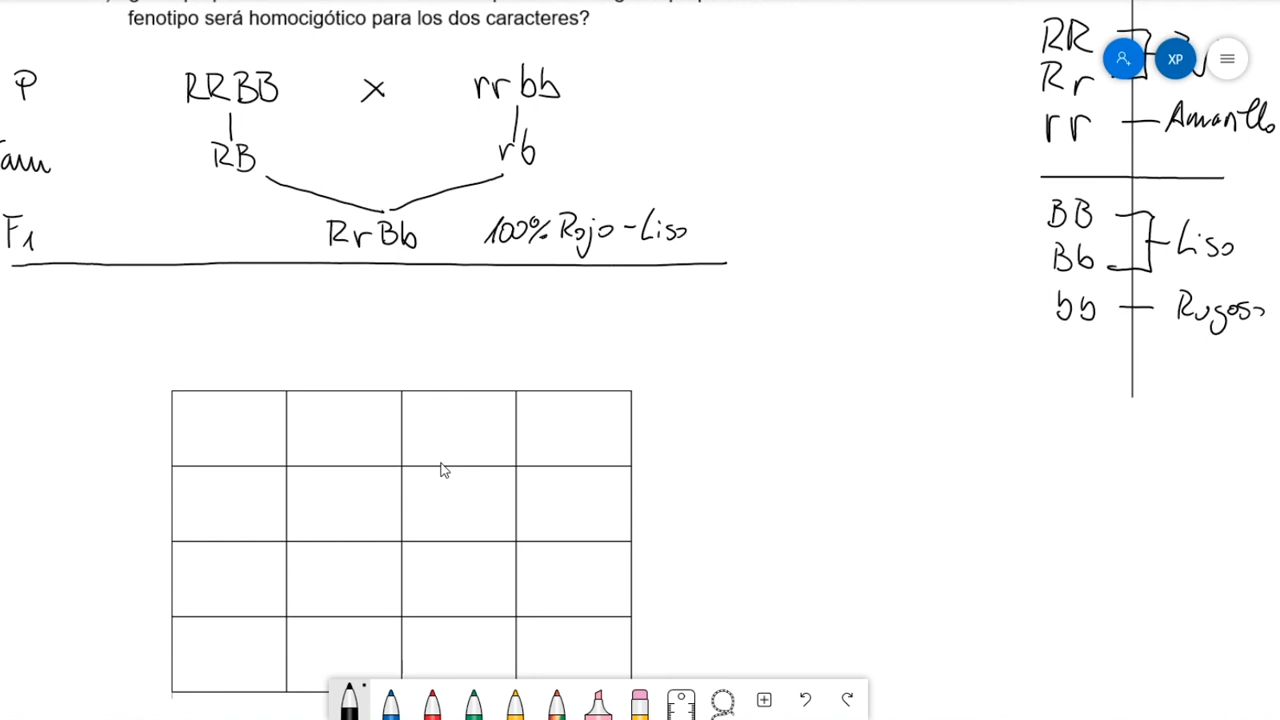 fenotipo será homocigótico para los dos caracteres?
P RRBB x rrbb
RB rb
F1 RrBb 100% Rojo - Liso
RR
Rr
rr — Amarillo
BB
Bb
Liso
bb — Rugoso
XP